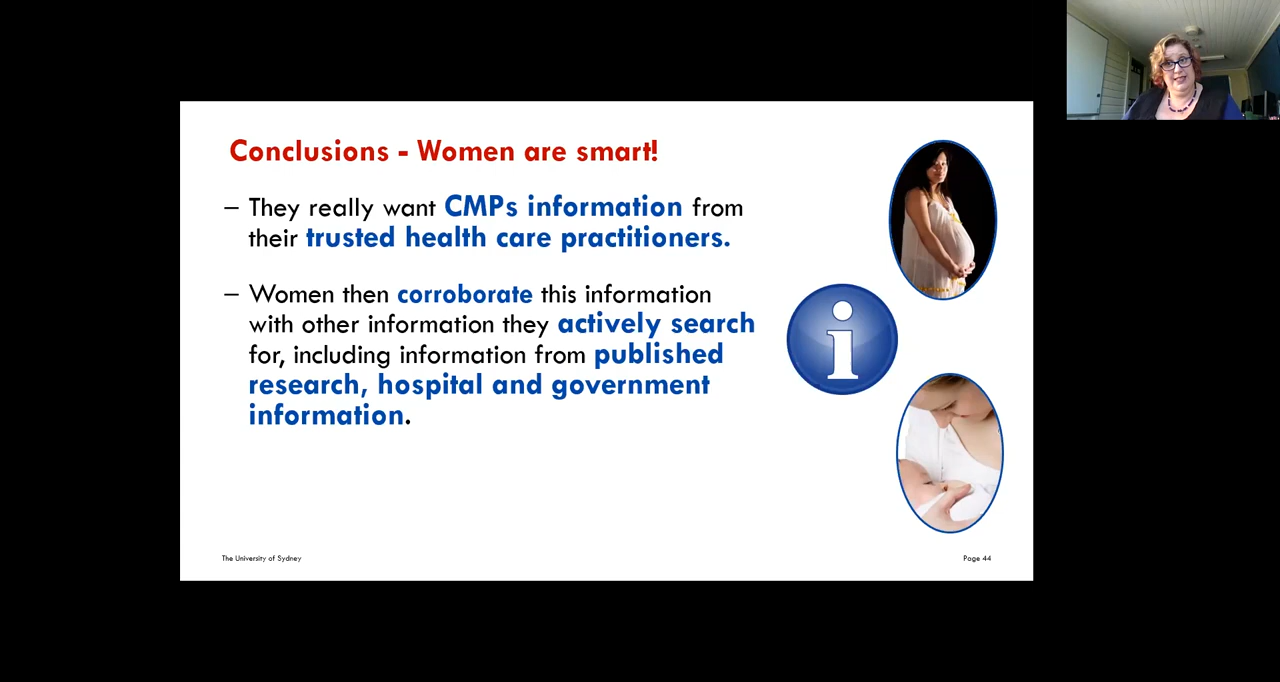 Conclusions - Women are smart!
– They really want CMPs information from
their trusted health care practitioners.
– Women then corroborate this information
with other information they actively search
for, including information from published
research, hospital and government
information.
i
The University of Sydney
Page 44